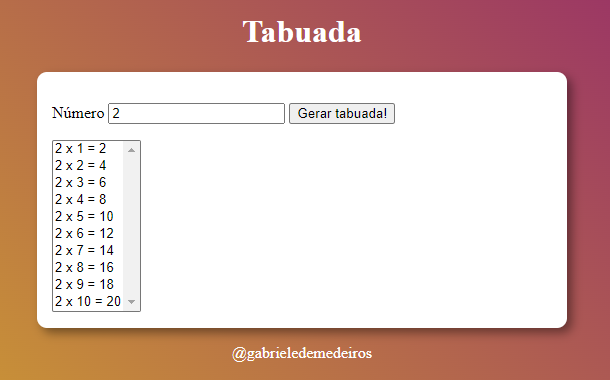 Tabuada
Número 2 Gerar tabuada!
2 x 1 = 2
2 x 2 = 4
2 x 3 = 6
2 x 4 = 8
2 x 5 = 10
2 x 6 = 12
2 x 7 = 14
2 x 8 = 16
2 x 9 = 18
2 x 10 = 20
@gabrieledemedeiros